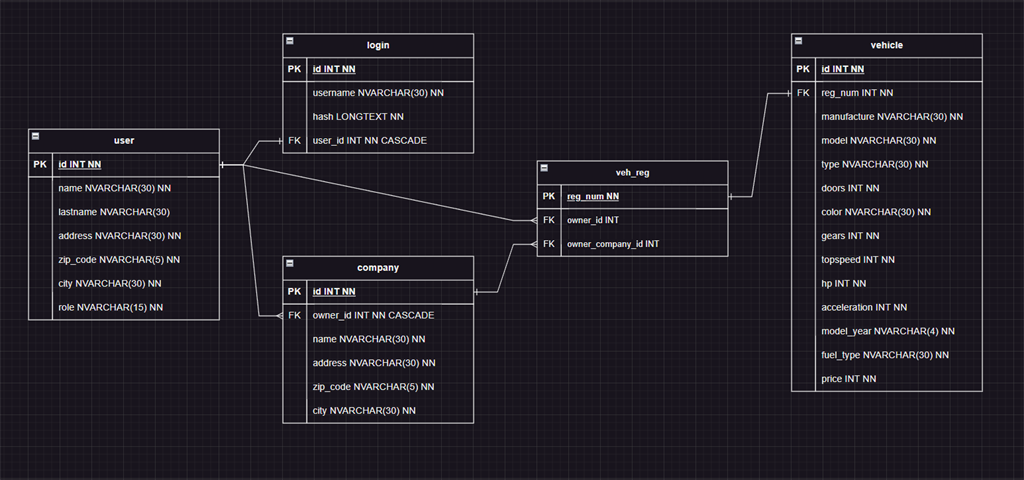 login
PK id INT NN
username NVARCHAR(30) NN
hash LONGTEXT NN
FK user_id INT NN CASCADE
user
PK id INT NN
name NVARCHAR(30) NN
lastname NVARCHAR(30)
address NVARCHAR(30) NN
zip_code NVARCHAR(5) NN
city NVARCHAR(30) NN
role NVARCHAR(15) NN
company
PK id INT NN
FK owner_id INT NN CASCADE
name NVARCHAR(30) NN
address NVARCHAR(30) NN
zip_code NVARCHAR(5) NN
city NVARCHAR(30) NN
veh_reg
PK reg_num NN
FK owner_id INT
FK owner_company_id INT
vehicle
PK id INT NN
FK reg_num INT NN
manufacture NVARCHAR(30) NN
model NVARCHAR(30) NN
type NVARCHAR(30) NN
doors INT NN
color NVARCHAR(30) NN
gears INT NN
topspeed INT NN
hp INT NN
acceleration INT NN
model_year NVARCHAR(4) NN
fuel_type NVARCHAR(30) NN
price INT NN